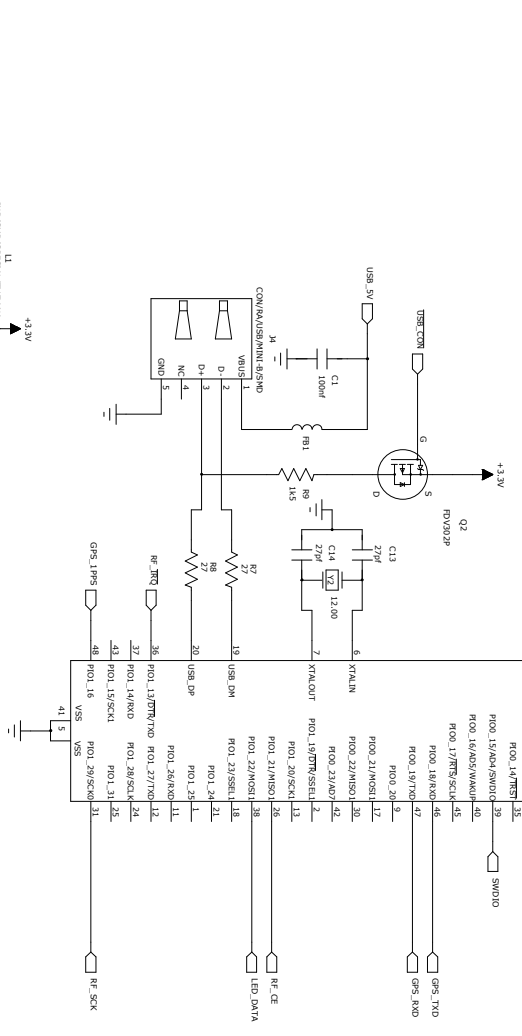 L1
+3.3V
USB_5V
USB_CON
CON/RA/USB/MINI-B/SMD
J4
VBUS
1
D-
2
D+
3
NC
4
GND
5
C1
100nf
FB1
G
S
D
+3.3V
Q2
FDV302P
R9
1k5
C13
27pf
C14
27pf
Y2
12.00
R7
27
R8
27
GPS_1PPS
RF_IRQ
6
XTALIN
7
XTALOUT
19
USB_DM
20
USB_DP
36
PIO1_13/DTR/TXD
37
PIO1_14/RXD
43
PIO1_15/SCK1
48
PIO1_16
41
VSS
5
VSS
PIO0_14/TRST
35
PIO0_15/AD4/SWDIO
39
PIO0_16/AD5/WAKUP
40
PIO0_17/RTS/SCLK
45
PIO0_18/RXD
46
PIO0_19/TXD
47
PIO0_20
9
PIO0_21/MOSI1
17
PIO0_22/MISO1
30
PIO0_23/AD7
42
PIO1_19/DTR/SSEL1
2
PIO1_20/SCK1
13
PIO1_21/MISO1
26
PIO1_22/MOSI1
38
PIO1_23/SSEL1
18
PIO1_24
21
PIO1_25
1
PIO1_26/RXD
11
PIO1_27/TXD
12
PIO1_28/SCLK
24
PIO1_31
25
PIO1_29/SCK0
31
SWDIO
GPS_TXD
GPS_RXD
RF_CE
LED_DATA
RF_SCK